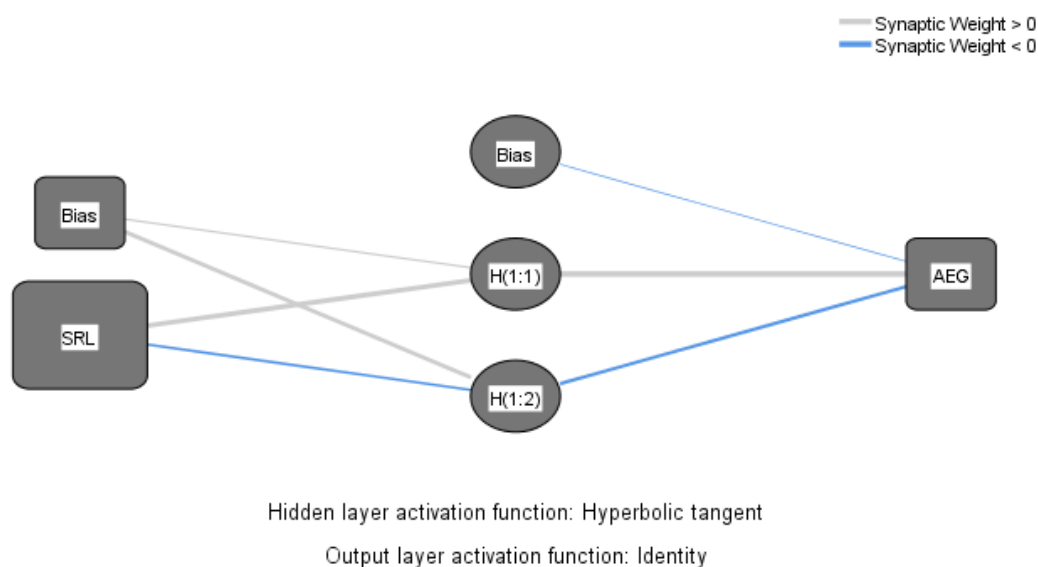 Synaptic Weight > 0
Synaptic Weight < 0
Bias
Bias
SRL
H(1:1)
H(1:2)
AEG
Hidden layer activation function: Hyperbolic tangent
Output layer activation function: Identity